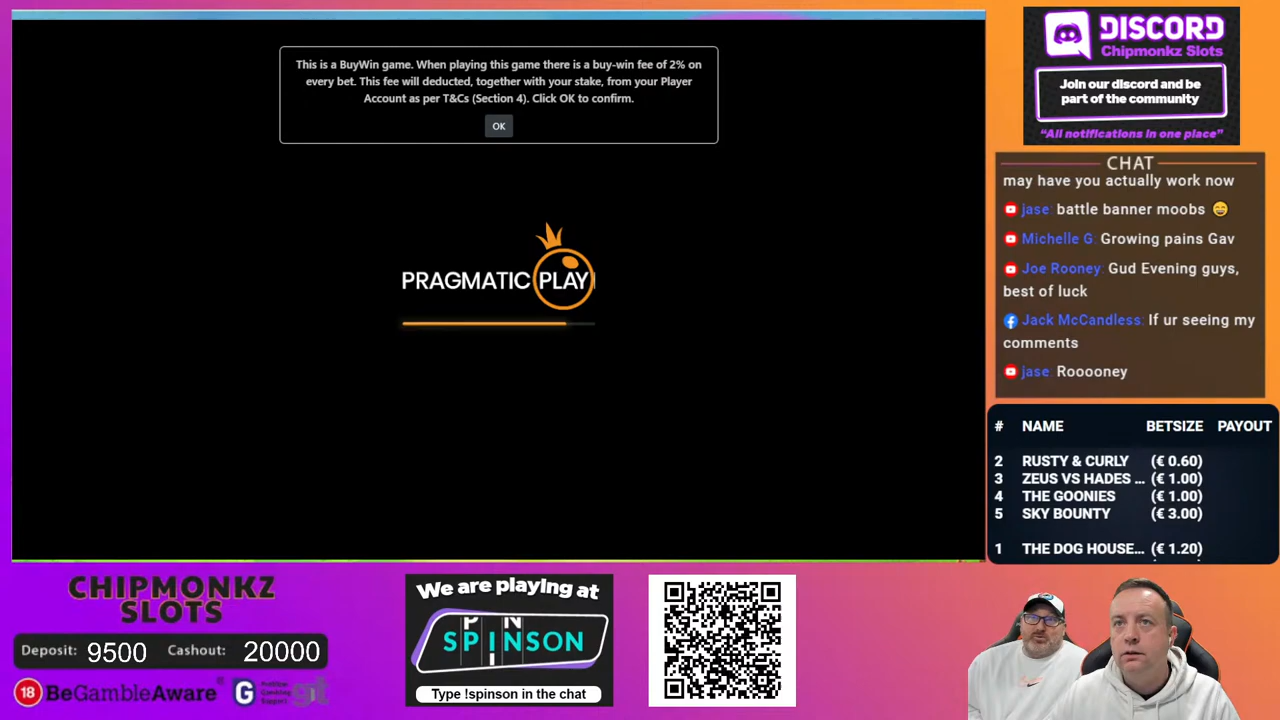 This is a BuyWin game. When playing this game there is a buy-win fee of 2% on
every bet. This fee will deducted, together with your stake, from your Player
Account as per T&Cs (Section 4). Click OK to confirm.
OK
PRAGMATIC PLAY
DISCORD
Chipmonkz Slots
Join our discord and be
part of the community
"All notifications in one place"
CHAT
may have you actually work now
jase: battle banner moobs
Michelle G: Growing pains Gav
Joe Rooney: Gud Evening guys,
best of luck
Jack McCandless: If ur seeing my
comments
jase:Rooooney
# NAME BETSIZE PAYOUT
2 RUSTY & CURLY (€ 0.60)
3 ZEUS VS HADES ... (€ 1.00)
4 THE GOONIES (€ 1.00)
5 SKY BOUNTY (€ 3.00)
1 THE DOG HOUSE... (€ 1.20)
CHIPMONKZ
SLOTS
Deposit: 9500 Cashout: 20000
18 BeGambleAware
We are playing at
SPINSON
Type !spinson in the chat